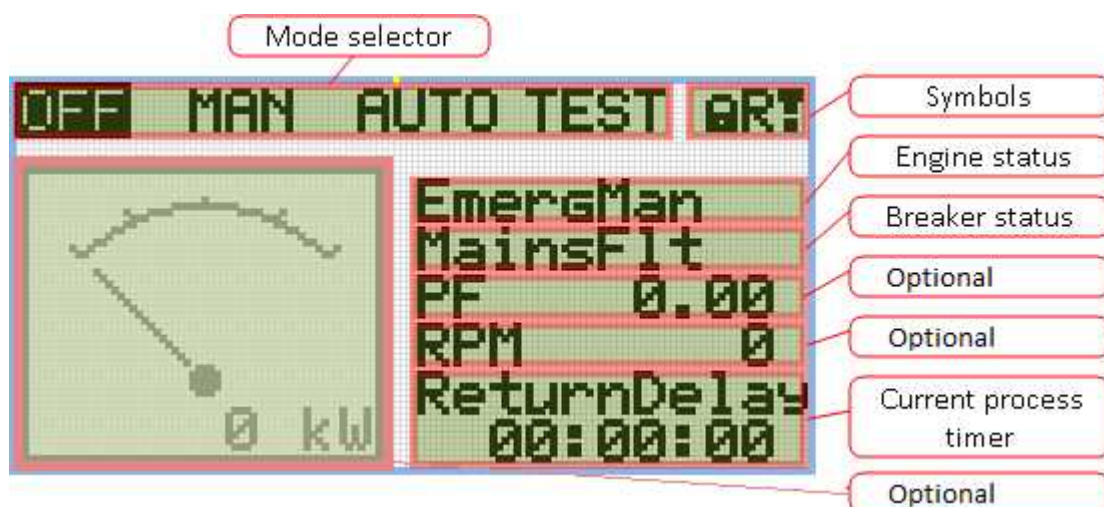 Mode selector
OFF MAN AUTO TEST R!
Symbols
Engine status
EmergMan
Breaker status
MainsFlt
Optional
PF 0.00
Optional
RPM 0
ReturnDelay
Current process
timer
00:00:00
0 kW
Optional